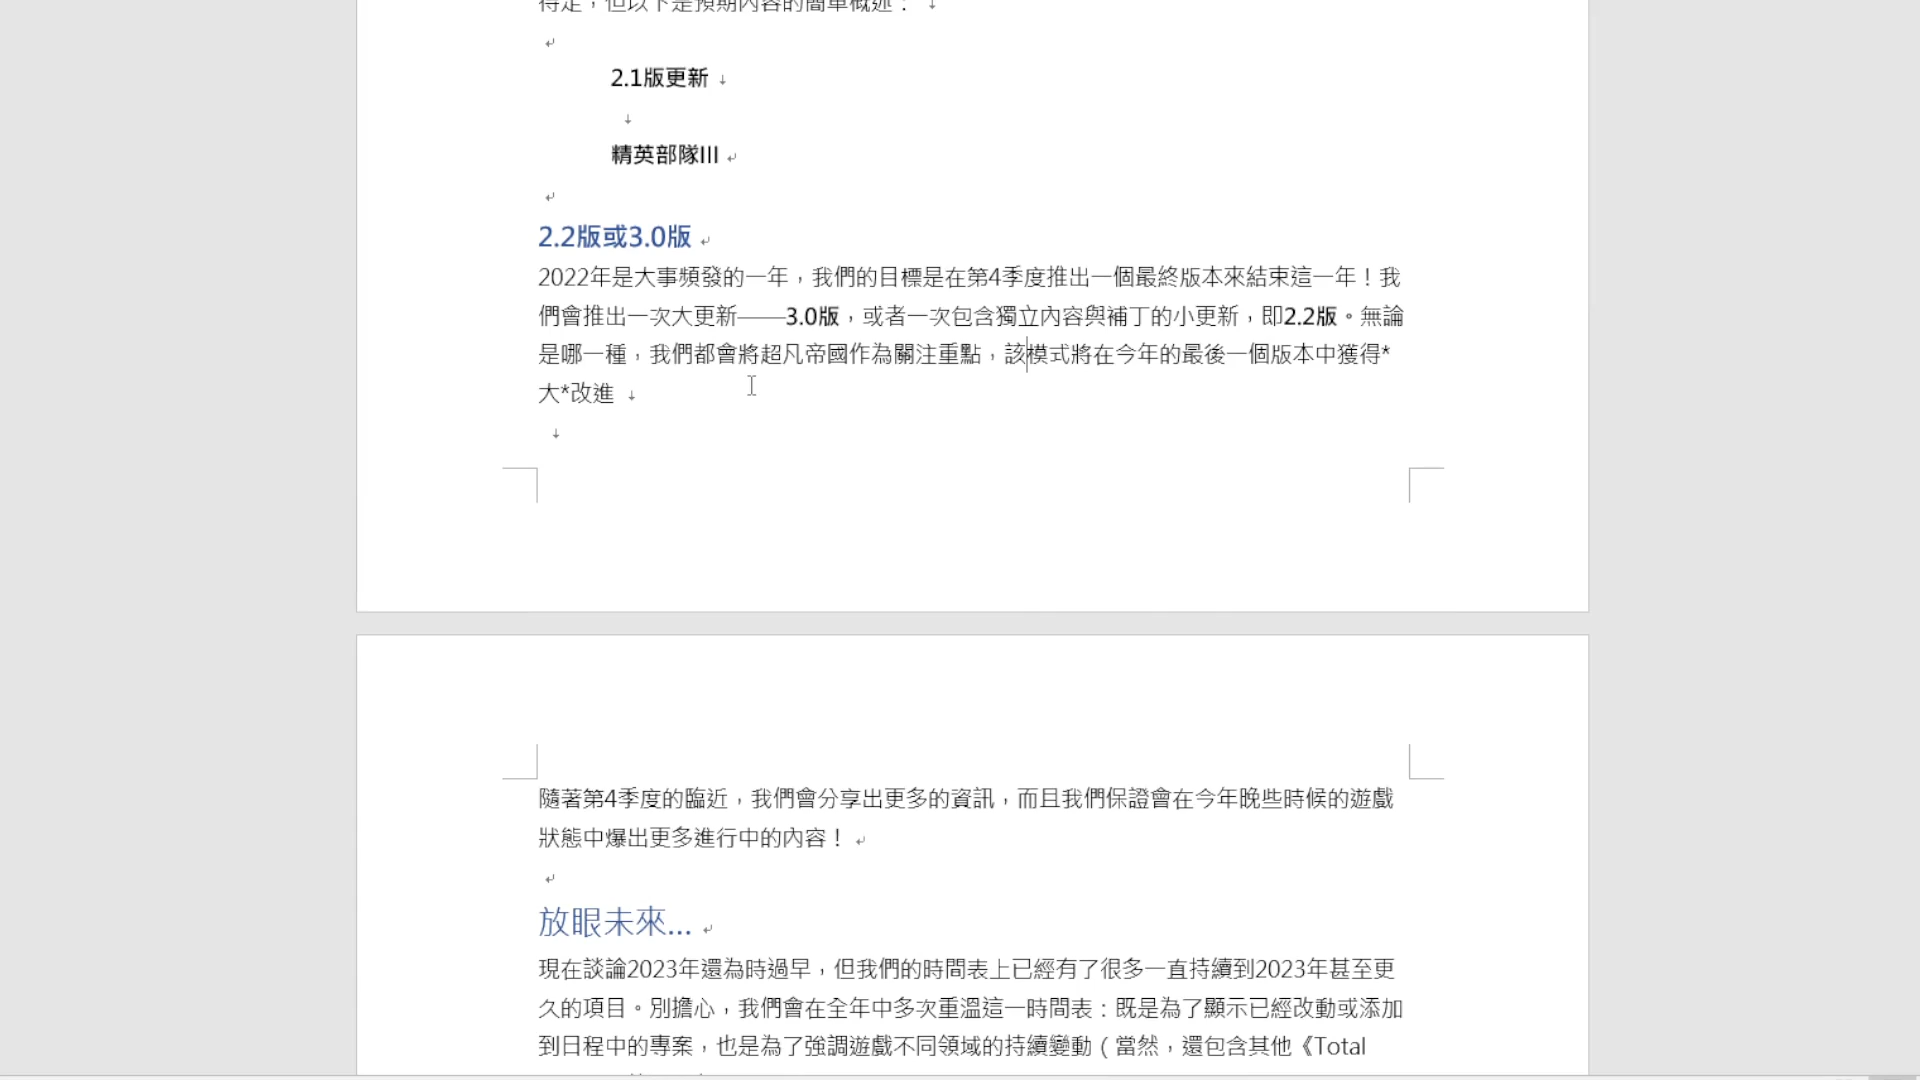 待定，但以下是預期內容的簡單概述：
2.1版更新
精英部隊III
2.2版或3.0版
2022年是大事頻發的一年，我們的目標是在第4季度推出一個最終版本來結束這一年！我
們會推出一次大更新——3.0版，或者一次包含獨立內容與補丁的小更新，即2.2版。無論
是哪一種，我們都會將超凡帝國作為關注重點，該模式將在今年的最後一個版本中獲得*
大*改進
隨著第4季度的臨近，我們會分享出更多的資訊，而且我們保證會在今年晚些時候的遊戲
狀態中爆出更多進行中的內容！
放眼未來...
現在談論2023年還為時過早，但我們的時間表上已經有了很多一直持續到2023年甚至更
久的項目。別擔心，我們會在全年中多次重溫這一時間表：既是為了顯示已經改動或添加
到日程中的專案，也是為了強調遊戲不同領域的持續變動（當然，還包含其他《Total